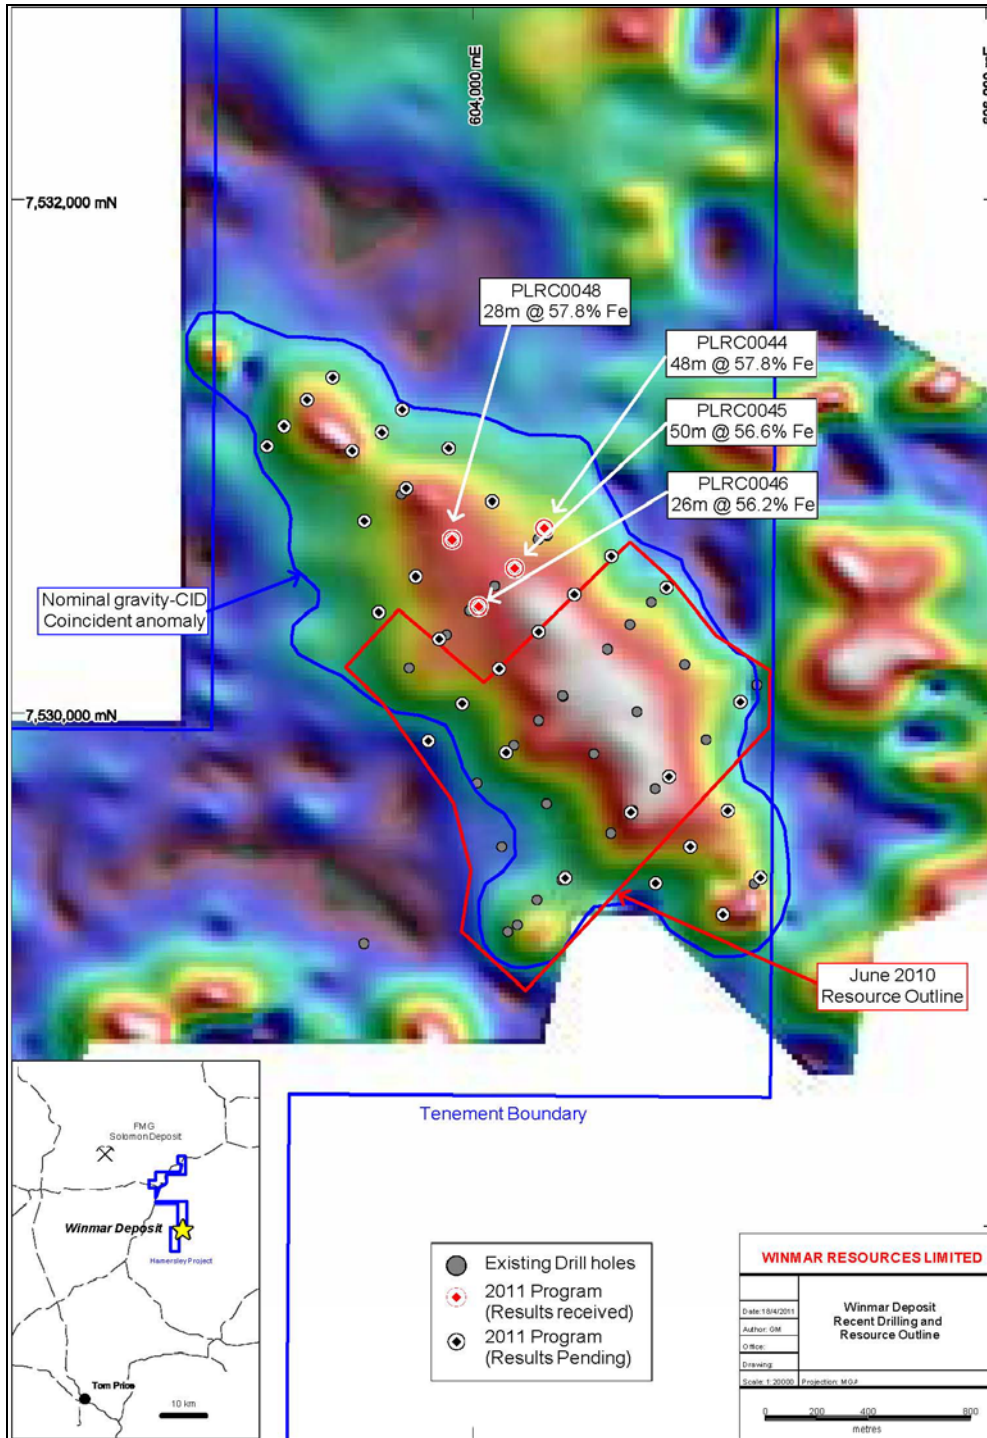 604,000 mE
7,532,000 mN
PLRC0048
28m @ 57.8% Fe
PLRC0044
48m @ 57.8% Fe
PLRC0045
50m @ 56.6% Fe
PLRC0046
26m @ 56.2% Fe
Nominal gravity-CID
Coincident anomaly
7,530,000 mN
June 2010
Resource Outline
Tenement Boundary
FMG
Solomon Deposit
Winmar Deposit
Hamersley Project
Tom Price
10 km
Existing Drill holes
2011 Program
(Results received)
2011 Program
(Results Pending)
WINMAR RESOURCES LIMITED
Date:18/4/2011
Author: GM
Office:
Drawing:
Scale: 1:20000
Projection: MGA
Winmar Deposit
Recent Drilling and
Resource Outline
0 200 400 800
metres